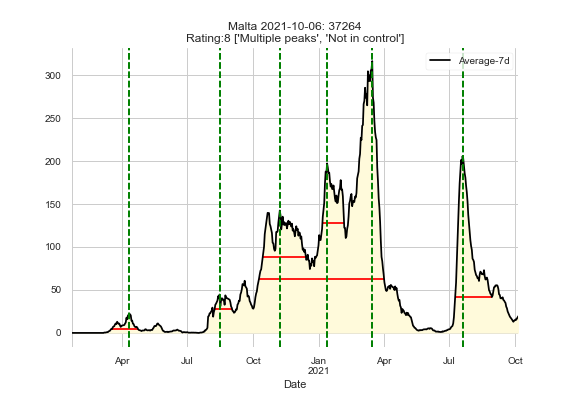 Malta 2021-10-06: 37264
Rating:8 ['Multiple peaks', 'Not in control']
Average-7d
300
250
200
150
100
50
0
Apr
Jul
Oct
Jan
2021
Apr
Jul
Oct
Date